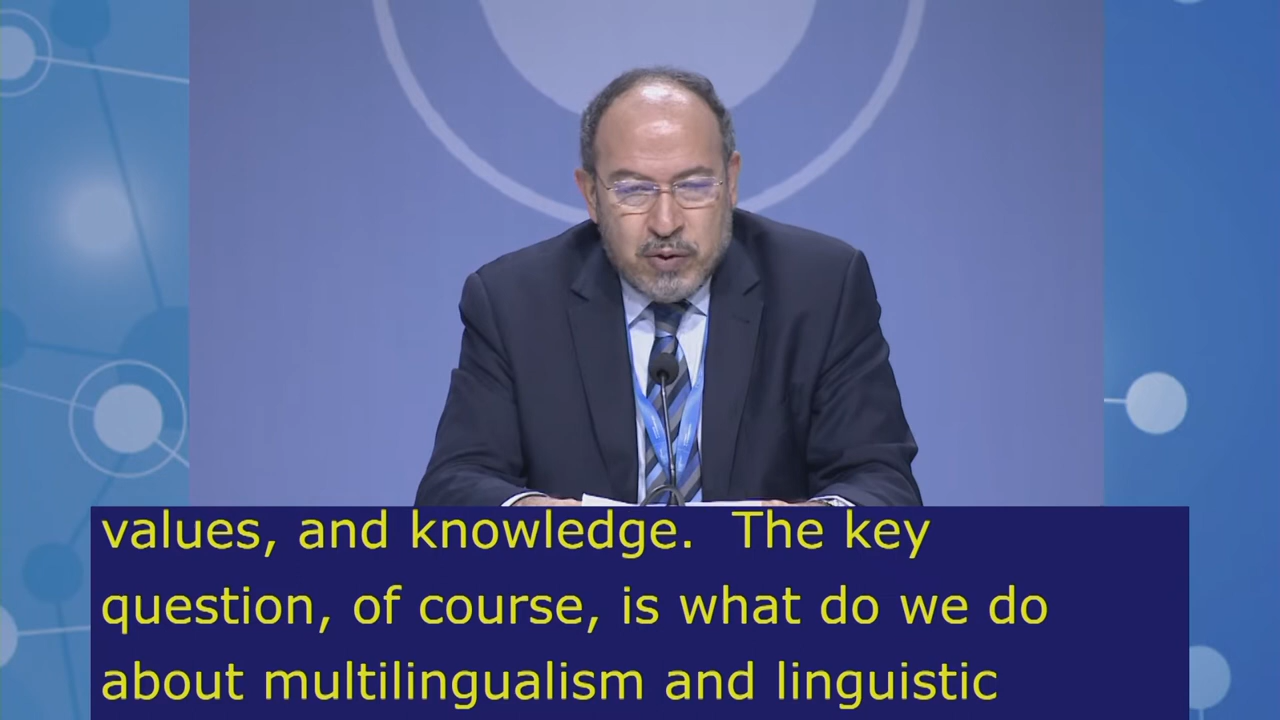 values, and knowledge.  The key
question, of course, is what do we do
about multilingualism and linguistic